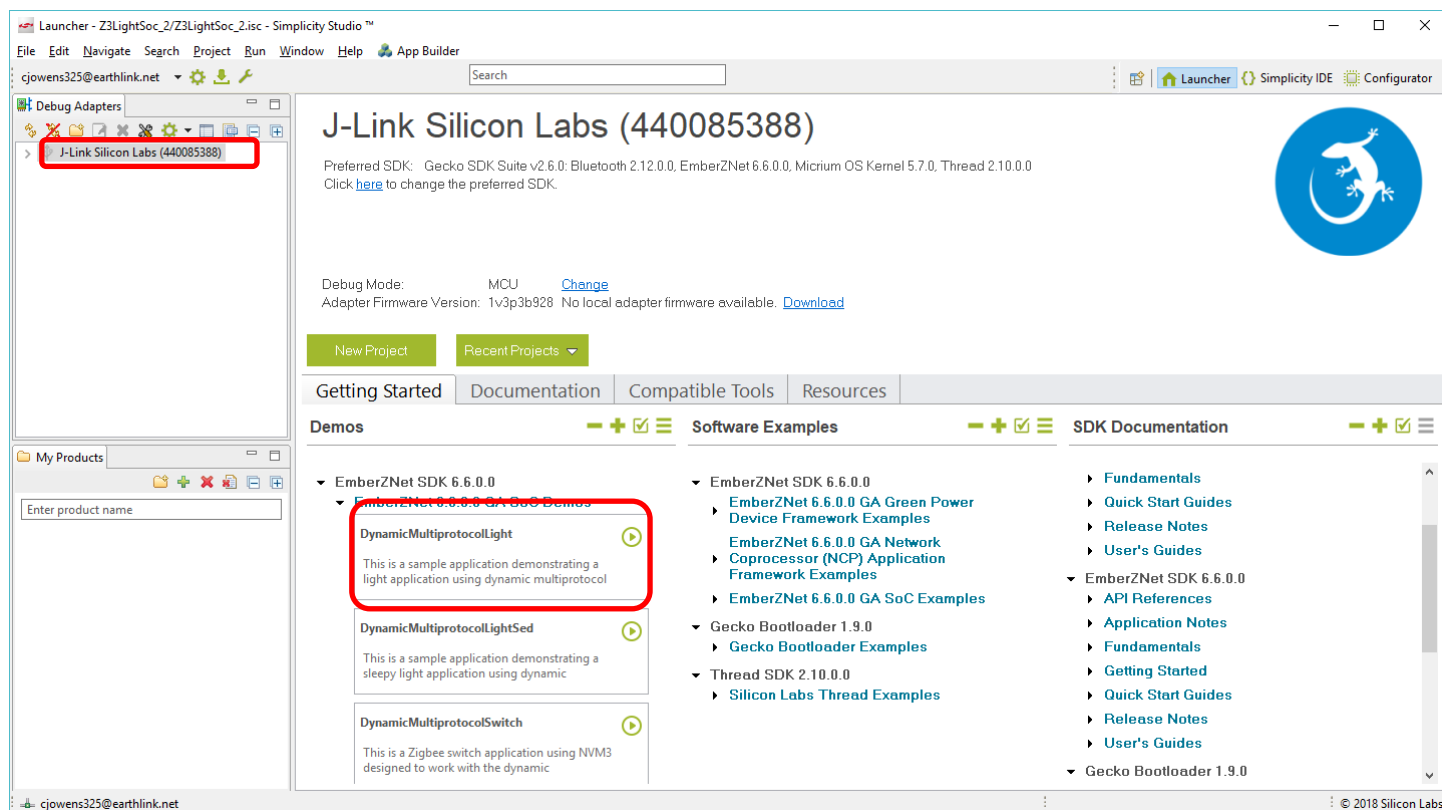 Launcher - Z3LightSoc_2/Z3LightSoc_2.isc - Simplicity Studio ™
File Edit Navigate Search Project Run Window Help App Builder
cjowens325@earthlink.net
Search
Launcher
Simplicity IDE
Configurator
Debug Adapters
J-Link Silicon Labs (440085388)
J-Link Silicon Labs (440085388)
Preferred SDK: Gecko SDK Suite v2.6.0: Bluetooth 2.12.0.0, EmberZNet 6.6.0.0, Micrium OS Kernel 5.7.0, Thread 2.10.0.0
Click here to change the preferred SDK.
Debug Mode: MCU Change
Adapter Firmware Version: 1v3p3b928 No local adapter firmware available. Download
New Project
Recent Projects
Getting Started
Documentation
Compatible Tools
Resources
My Products
Enter product name
Demos
EmberZNet SDK 6.6.0.0
EmberZNet 6.6.0.0 GA SoC Demos
DynamicMultiprotocolLight
This is a sample application demonstrating a
light application using dynamic multiprotocol
DynamicMultiprotocolLightSed
This is a sample application demonstrating a
sleepy light application using dynamic
DynamicMultiprotocolSwitch
This is a Zigbee switch application using NVM3
designed to work with the dynamic
Software Examples
EmberZNet SDK 6.6.0.0
EmberZNet 6.6.0.0 GA Green Power
Device Framework Examples
EmberZNet 6.6.0.0 GA Network
Coprocessor (NCP) Application
Framework Examples
EmberZNet 6.6.0.0 GA SoC Examples
Gecko Bootloader 1.9.0
Gecko Bootloader Examples
Thread SDK 2.10.0.0
Silicon Labs Thread Examples
SDK Documentation
Fundamentals
Quick Start Guides
Release Notes
User's Guides
EmberZNet SDK 6.6.0.0
API References
Application Notes
Fundamentals
Getting Started
Quick Start Guides
Release Notes
User's Guides
Gecko Bootloader 1.9.0
cjowens325@earthlink.net
© 2018 Silicon Labs